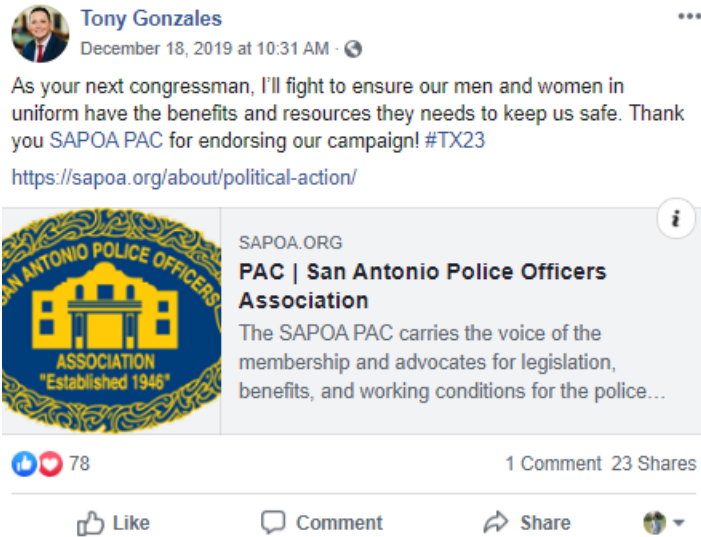 Tony Gonzales
December 18, 2019 at 10:31 AM ·
As your next congressman, I'll fight to ensure our men and women in
uniform have the benefits and resources they needs to keep us safe. Thank
you SAPOA PAC for endorsing our campaign! #TX23
https://sapoa.org/about/political-action/
SAN ANTONIO POLICE OFFICERS
ASSOCIATION
"Established 1946"
i
SAPOA.ORG
PAC | San Antonio Police Officers
Association
The SAPOA PAC carries the voice of the
membership and advocates for legislation,
benefits, and working conditions for the police...
78
1 Comment 23 Shares
Like Comment Share